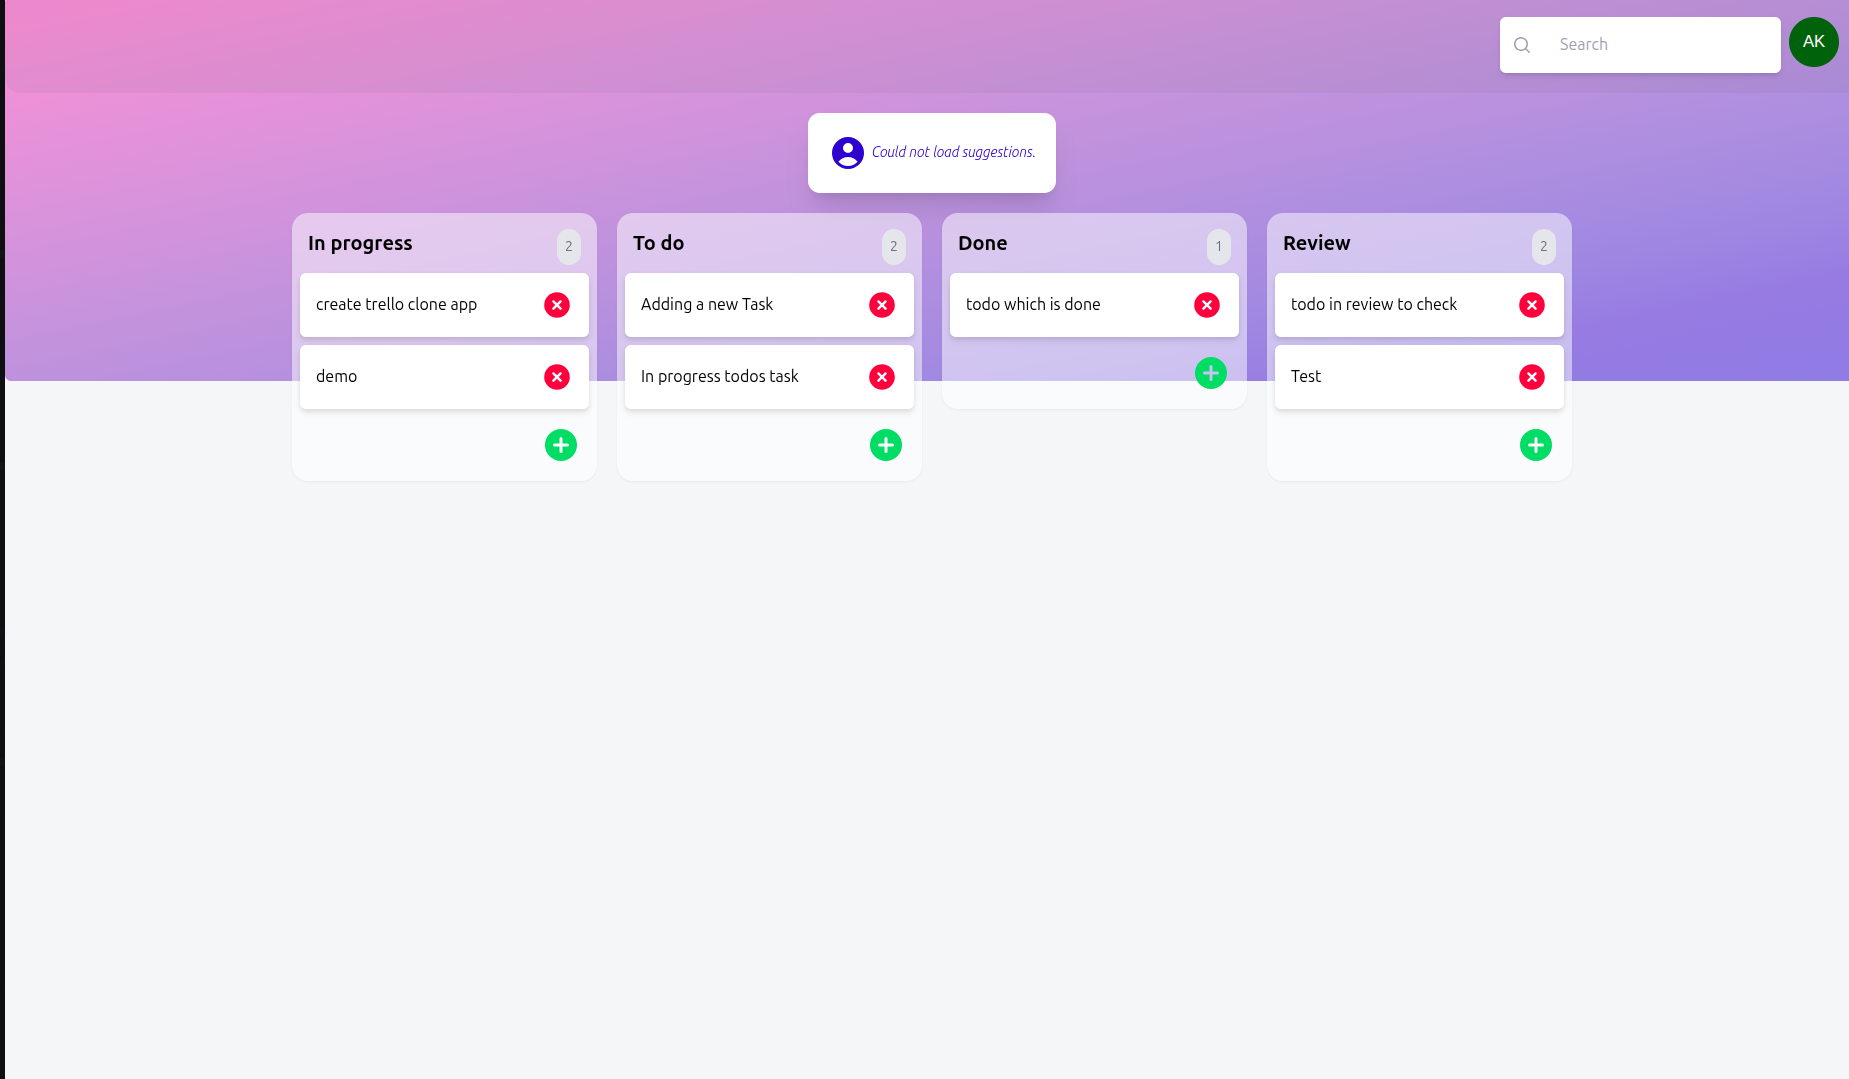 Search
AK
Could not load suggestions.
In progress
2
create trello clone app
demo
To do
2
Adding a new Task
In progress todos task
Done
1
todo which is done
Review
2
todo in review to check
Test